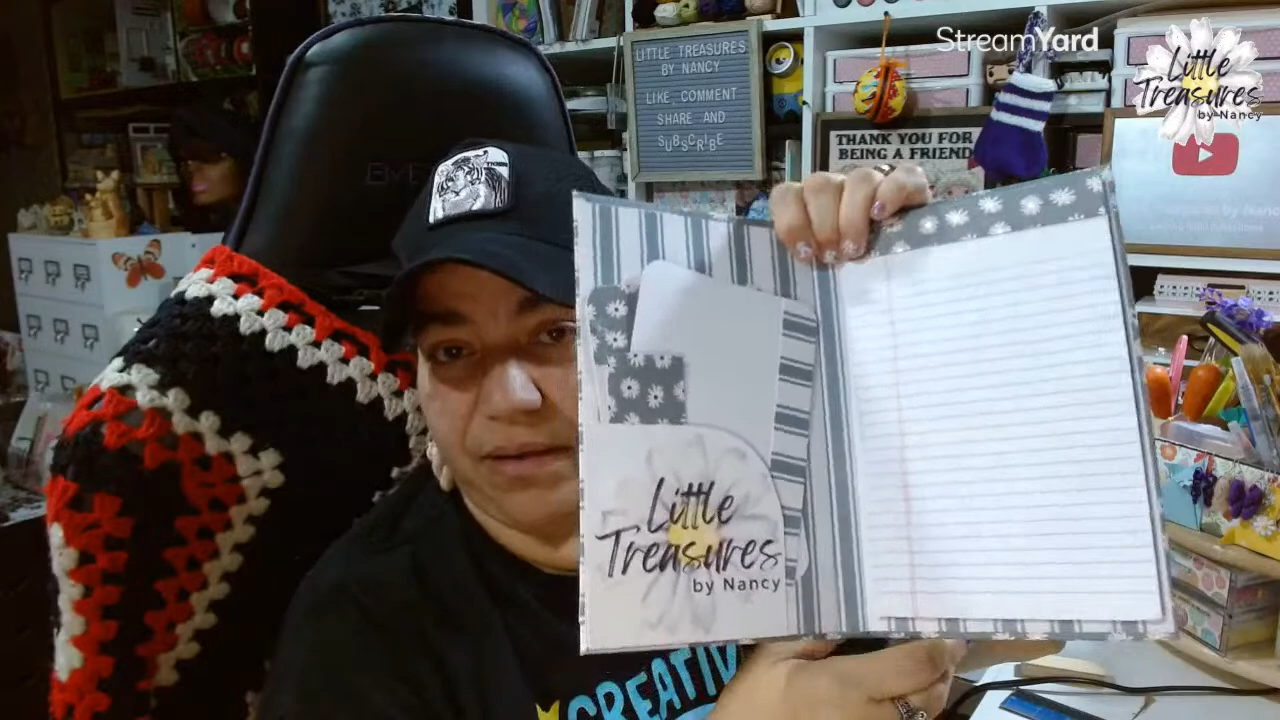 StreamYard
Little
Treasures
by Nancy
LITTLE TREASURES
BY NANCY
LIKE COMMENT
SHARE AND
SUBSCRIBE
THANK YOU FOR
BEING A FRIEND
Little
Treasures
by Nancy
CREATIV